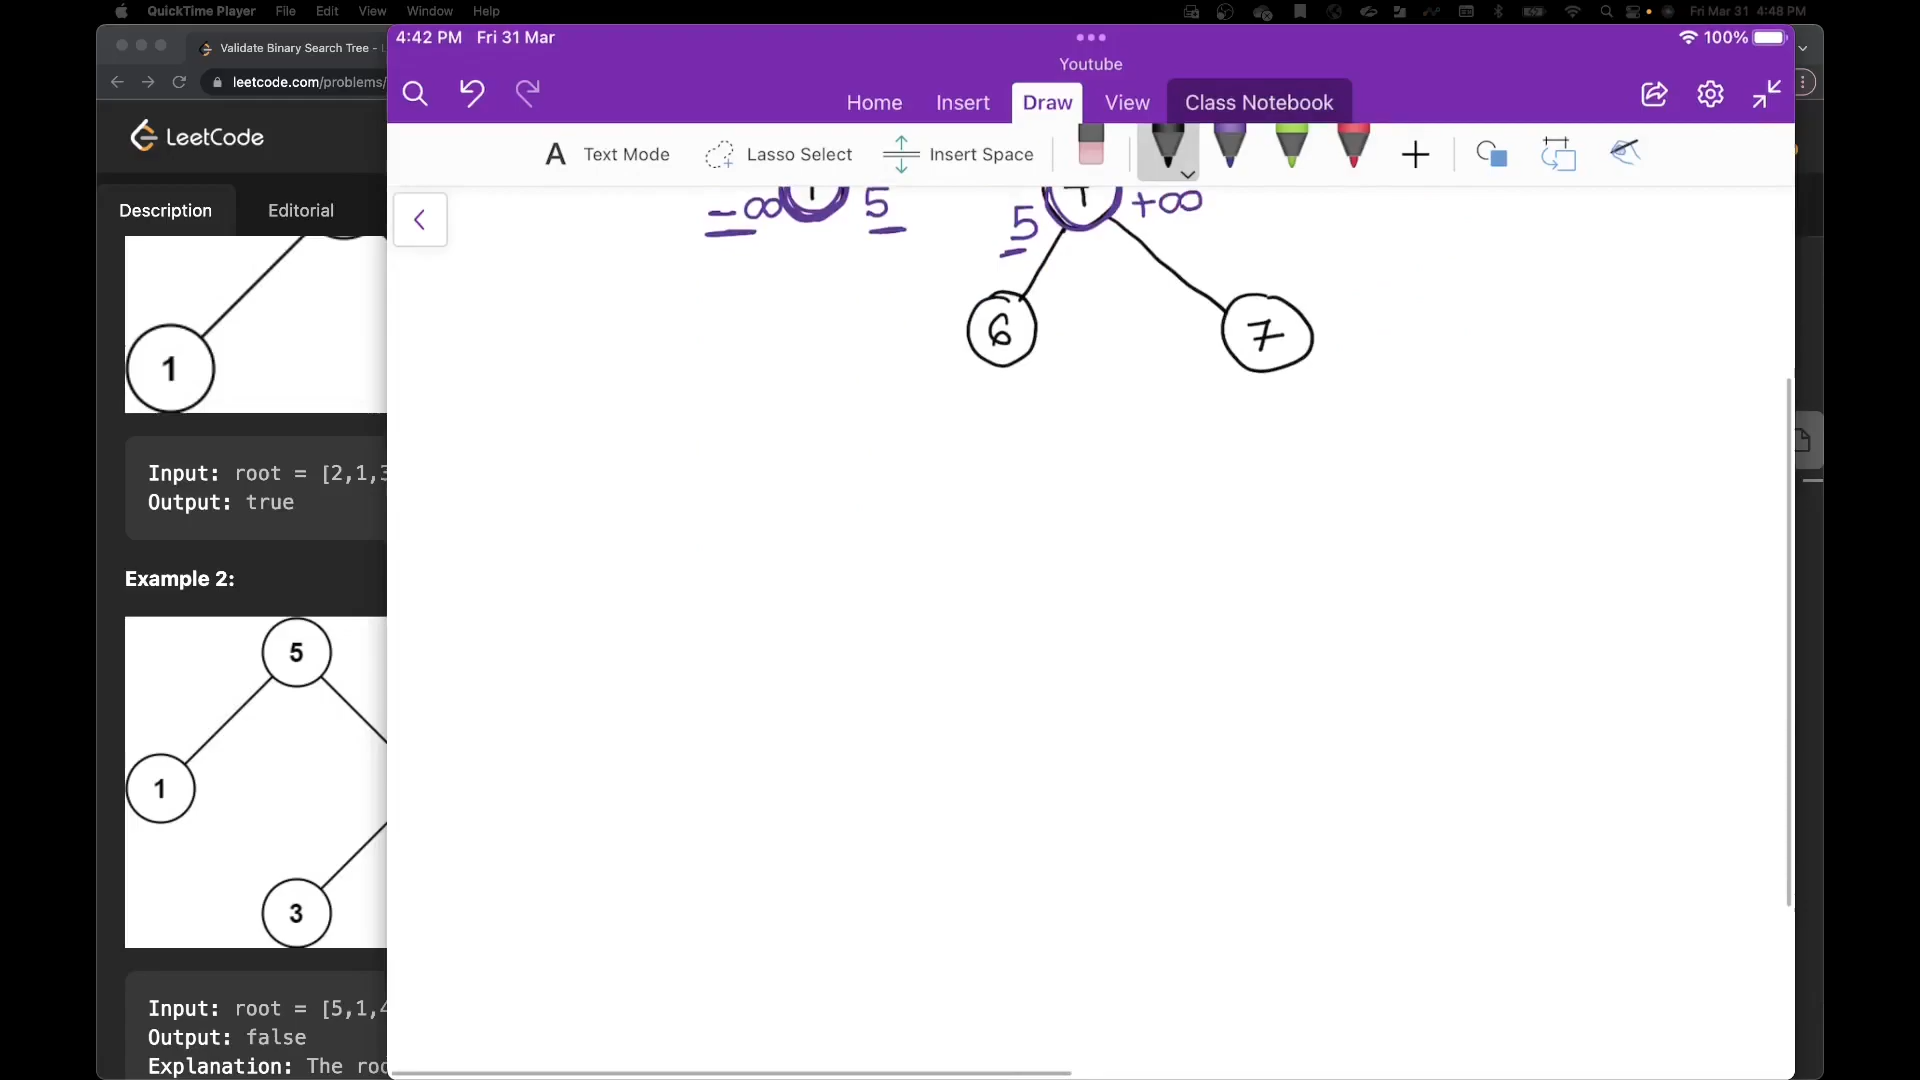 QuickTime Player File Edit View Window Help
Fri Mar 31 4:48 PM
Validate Binary Search Tree -
leetcode.com/problems/
LeetCode
Description Editorial
1
Input: root = [2,1,3
Output: true
Example 2:
5
1
3
Input: root = [5,1,4
Output: false
Explanation: The roo
4:42 PM Fri 31 Mar
100%
Youtube
Home Insert Draw View Class Notebook
A Text Mode Lasso Select Insert Space
-∞ 5
5 +∞
6 7